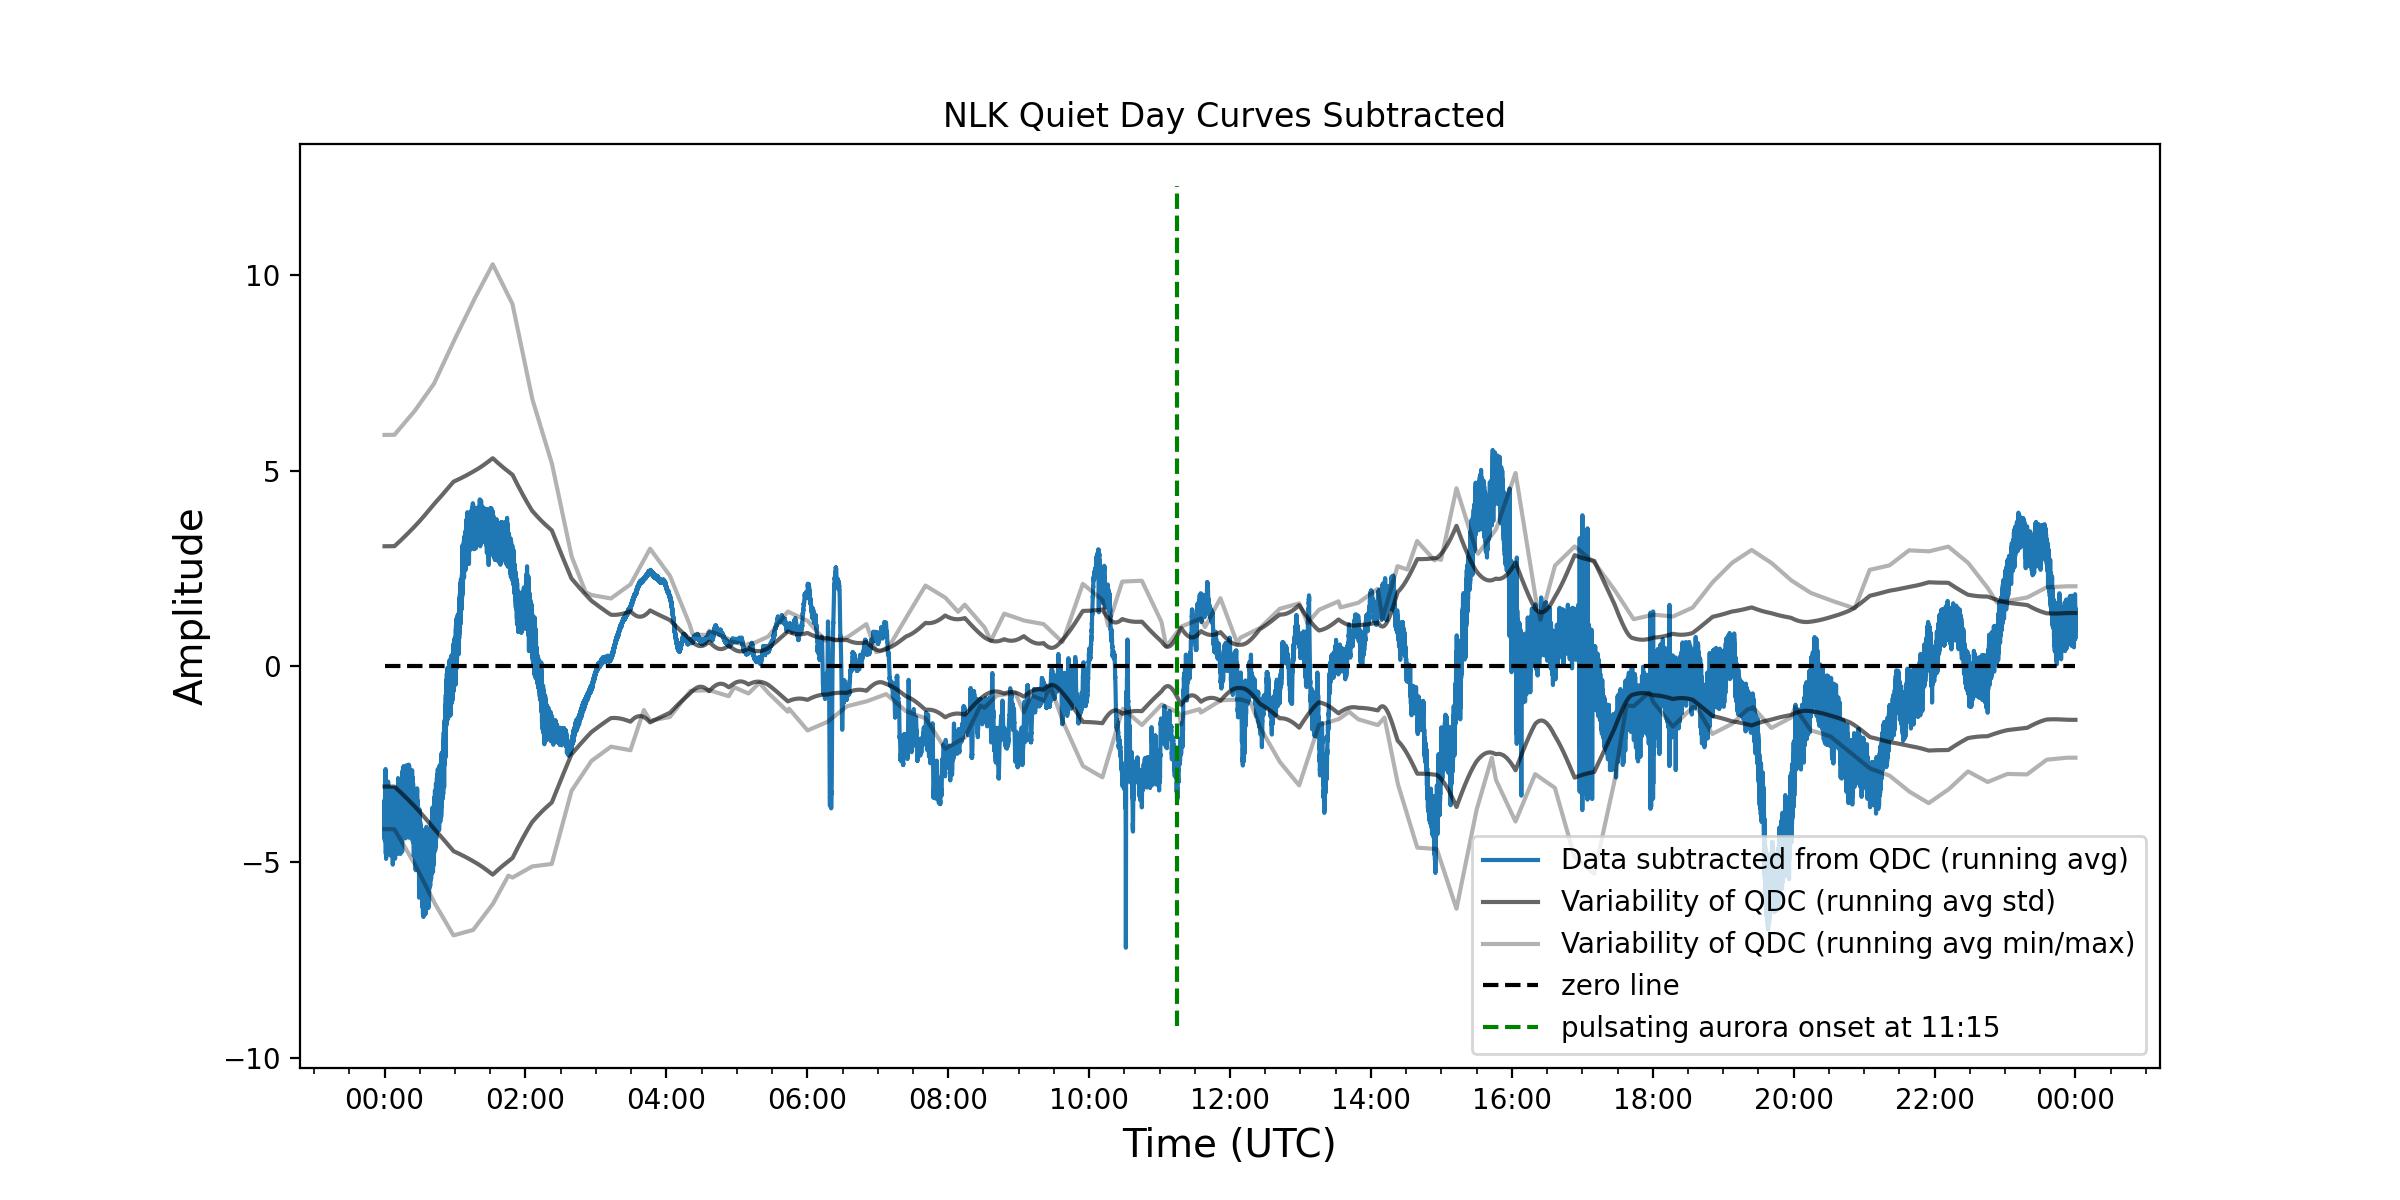 NLK Quiet Day Curves Subtracted
Amplitude
10
5
0
−5
−10
Data subtracted from QDC (running avg)
Variability of QDC (running avg std)
Variability of QDC (running avg min/max)
zero line
pulsating aurora onset at 11:15
00:00 02:00 04:00 06:00 08:00 10:00 12:00 14:00 16:00 18:00 20:00 22:00 00:00
Time (UTC)